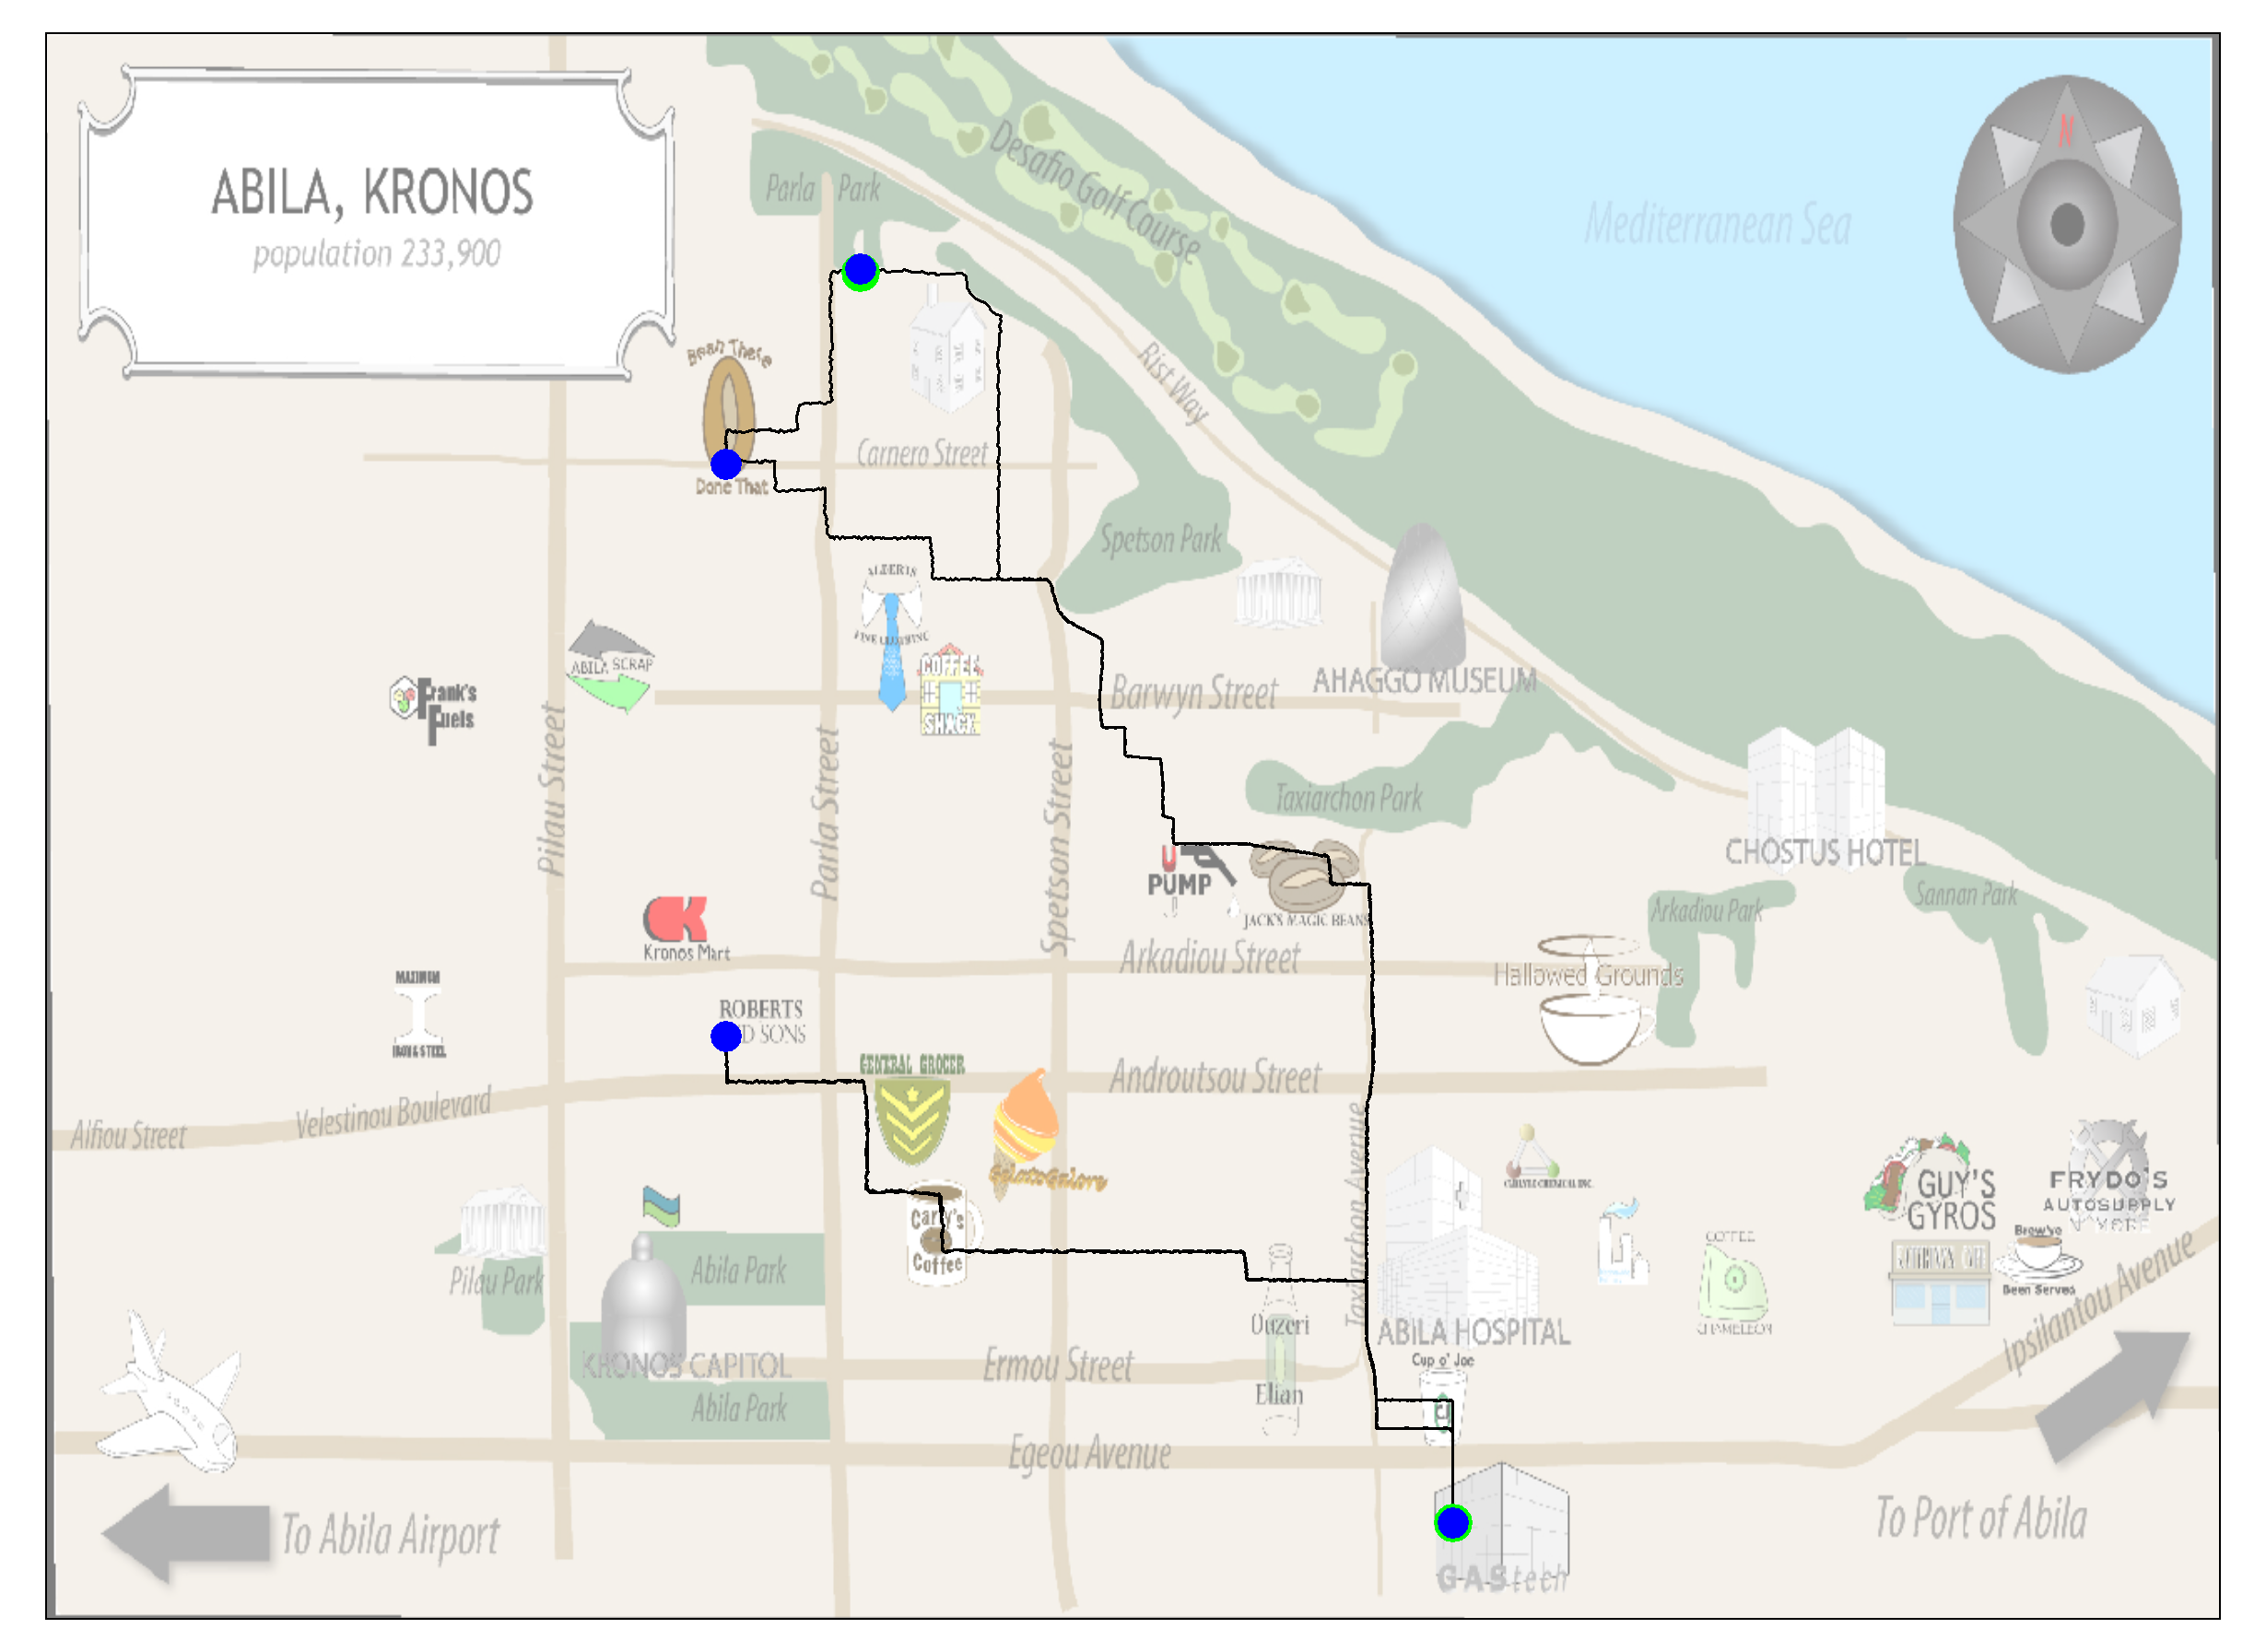 ABILA, KRONOS
population 233,900
N
Mediterranean Sea
Desafio Golf Course
Parla Park
Rist Way
Bean There
Done That
Carnero Street
Spetson Park
ALBERTS
FINE CLOTHING
ABILA SCRAP
COFFEE
SHACK
Frank's
Fuels
Barwyn Street
AHAGGO MUSEUM
Pilau Street
Parla Street
Spetson Street
Taxiarchon Park
CHOSTUS HOTEL
U
PUMP
JACK'S MAGIC BEANS
Arkadiou Park
Sannan Park
Kronos Mart
Arkadiou Street
Hallowed Grounds
MAXIMUM
IRON & STEEL
ROBERTS
D SONS
GENERAL GROCER
Androutsou Street
Velestinou Boulevard
Alfiou Street
GelatoGalore
Taxiarchon Avenue
CARLYLE CHEMICAL INC.
GUY'S
GYROS
FRYDO'S
AUTOSUPPLY
N' MORE
Carly's
Coffee
Pilau Park
Abila Park
Brew've
Been Served
COFFEE
CHAMELEON
Ipsilantou Avenue
Ouzeri
Elian
ABILA HOSPITAL
KRONOS CAPITOL
Ermou Street
Cup o' Joe
Abila Park
Egeou Avenue
To Abila Airport
To Port of Abila
GAStech